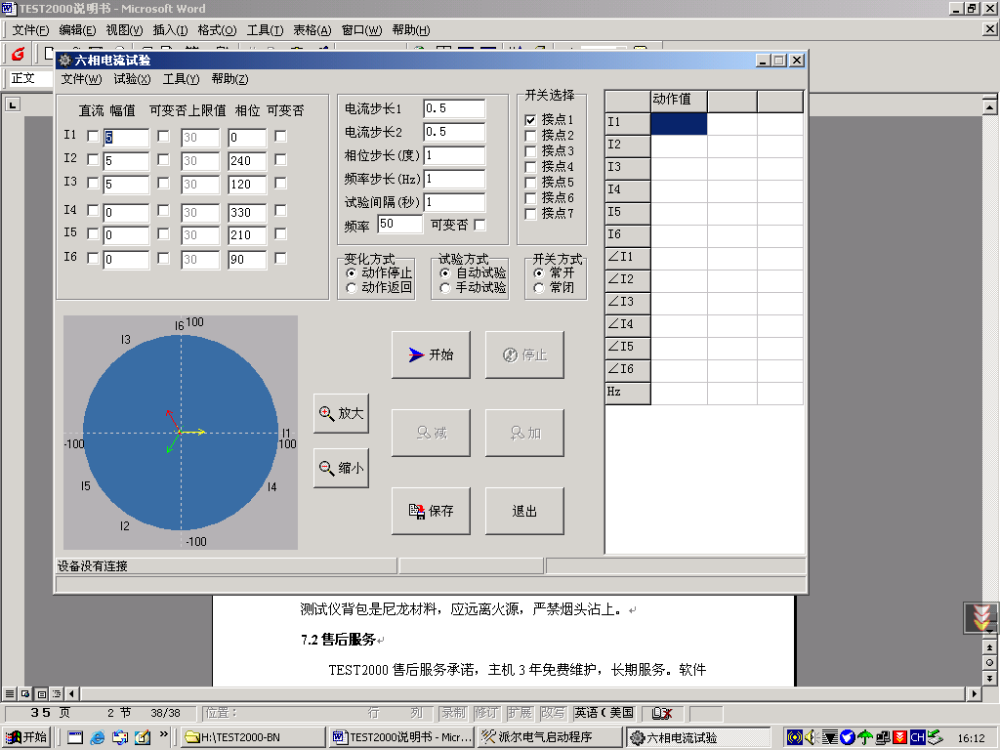 TEST2000说明书 - Microsoft Word
文件(F) 编辑(E) 视图(V) 插入(I) 格式(O) 工具(T) 表格(A) 窗口(W) 帮助(H)
正文
六相电流试验
文件(W) 试验(X) 工具(Y) 帮助(Z)
直流 幅值 可变否 上限值 相位 可变否
I1 5 30 0
I2 5 30 240
I3 5 30 120
I4 0 30 330
I5 0 30 210
I6 0 30 90
电流步长1 0.5
电流步长2 0.5
相位步长(度) 1
频率步长(Hz) 1
试验间隔(秒) 1
频率 50 可变否
开关选择
接点1
接点2
接点3
接点4
接点5
接点6
接点7
变化方式
动作停止
动作返回
试验方式
自动试验
手动试验
开关方式
常开
常闭
动作值
I1
I2
I3
I4
I5
I6
∠I1
∠I2
∠I3
∠I4
∠I5
∠I6
Hz
I6 100
I3
I1
-100 100
I5 I4
I2
-100
放大
缩小
开始 停止
减 加
保存 退出
设备没有连接
测试仪背包是尼龙材料，应远离火源，严禁烟头沾上。
7.2 售后服务
TEST2000 售后服务承诺，主机 3 年免费维护，长期服务。软件
35 页 2 节 38/38 位置： 行 列 录制 修订 扩展 改写 英语(美国
开始 H:\TEST2000-BN TEST2000说明书 - Micr... 派尔电气启动程序 六相电流试验 CH 16:12